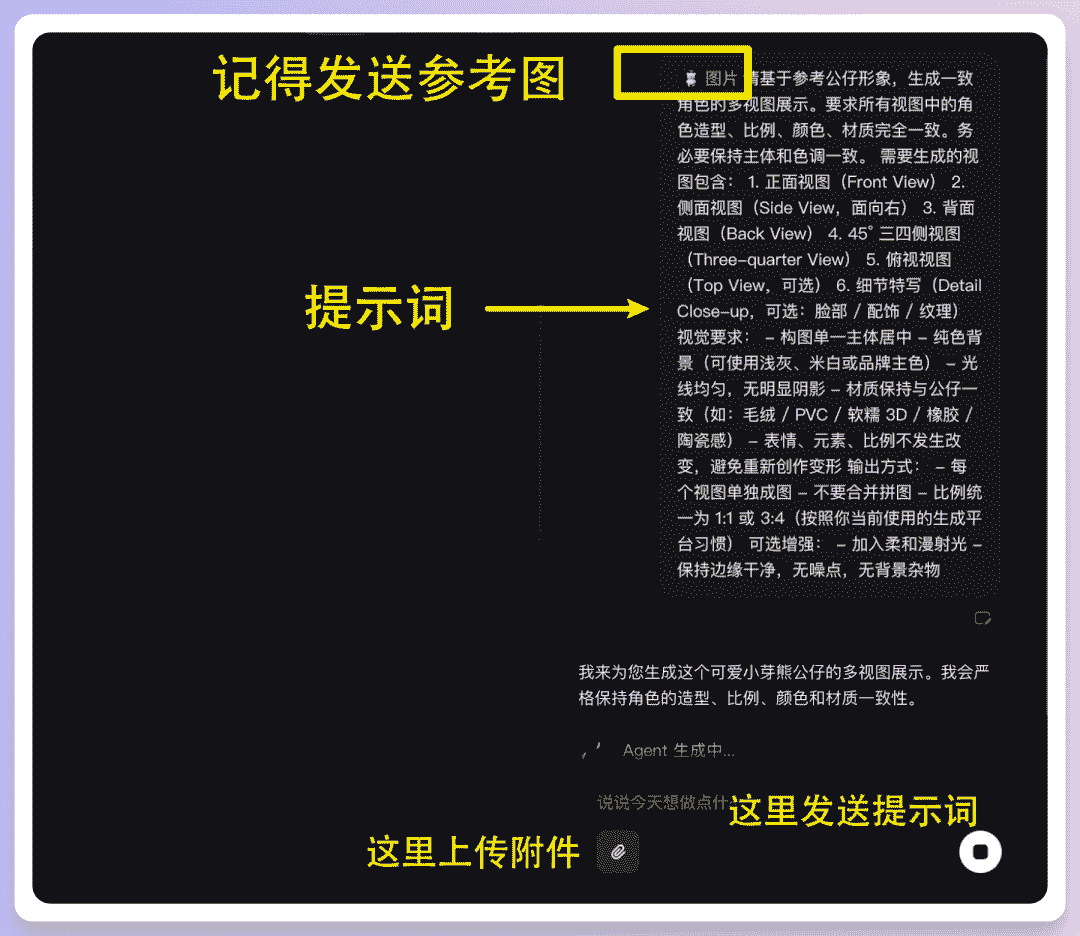 记得发送参考图
图片 请基于参考公仔形象，生成一致
角色的多视图展示。要求所有视图中的角
色造型、比例、颜色、材质完全一致。务
必要保持主体和色调一致。 需要生成的视
图包含： 1. 正面视图（Front View） 2.
侧面视图（Side View，面向右） 3. 背面
视图（Back View） 4. 45° 三四侧视图
（Three-quarter View） 5. 俯视视图
（Top View，可选） 6. 细节特写（Detail
Close-up，可选：脸部 / 配饰 / 纹理）
视觉要求： – 构图单一主体居中 – 纯色背
景（可使用浅灰、米白或品牌主色） – 光
线均匀，无明显阴影 – 材质保持与公仔一
致（如：毛绒 / PVC / 软糯 3D / 橡胶 /
陶瓷感） – 表情、元素、比例不发生改
变，避免重新创作变形 输出方式： – 每
个视图单独成图 – 不要合并拼图 – 比例统
一为 1:1 或 3:4（按照你当前使用的生成平
台习惯） 可选增强： – 加入柔和漫射光 –
保持边缘干净，无噪点，无背景杂物
提示词
我来为您生成这个可爱小芽熊公仔的多视图展示。我会严
格保持角色的造型、比例、颜色和材质一致性。
Agent 生成中...
说说今天想做点什
这里发送提示词
这里上传附件